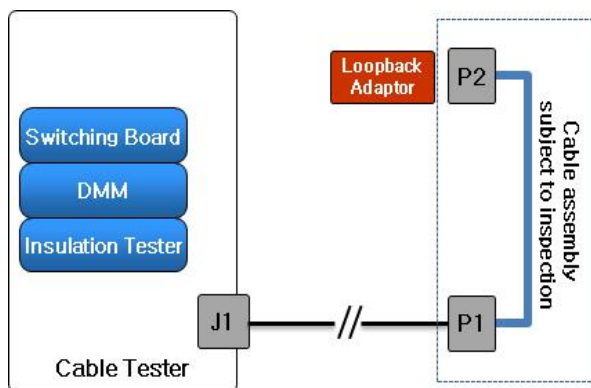 Switching Board
DMM
Insulation Tester
J1
Cable Tester
Loopback
Adaptor
P2
P1
Cable assembly
subject to inspection